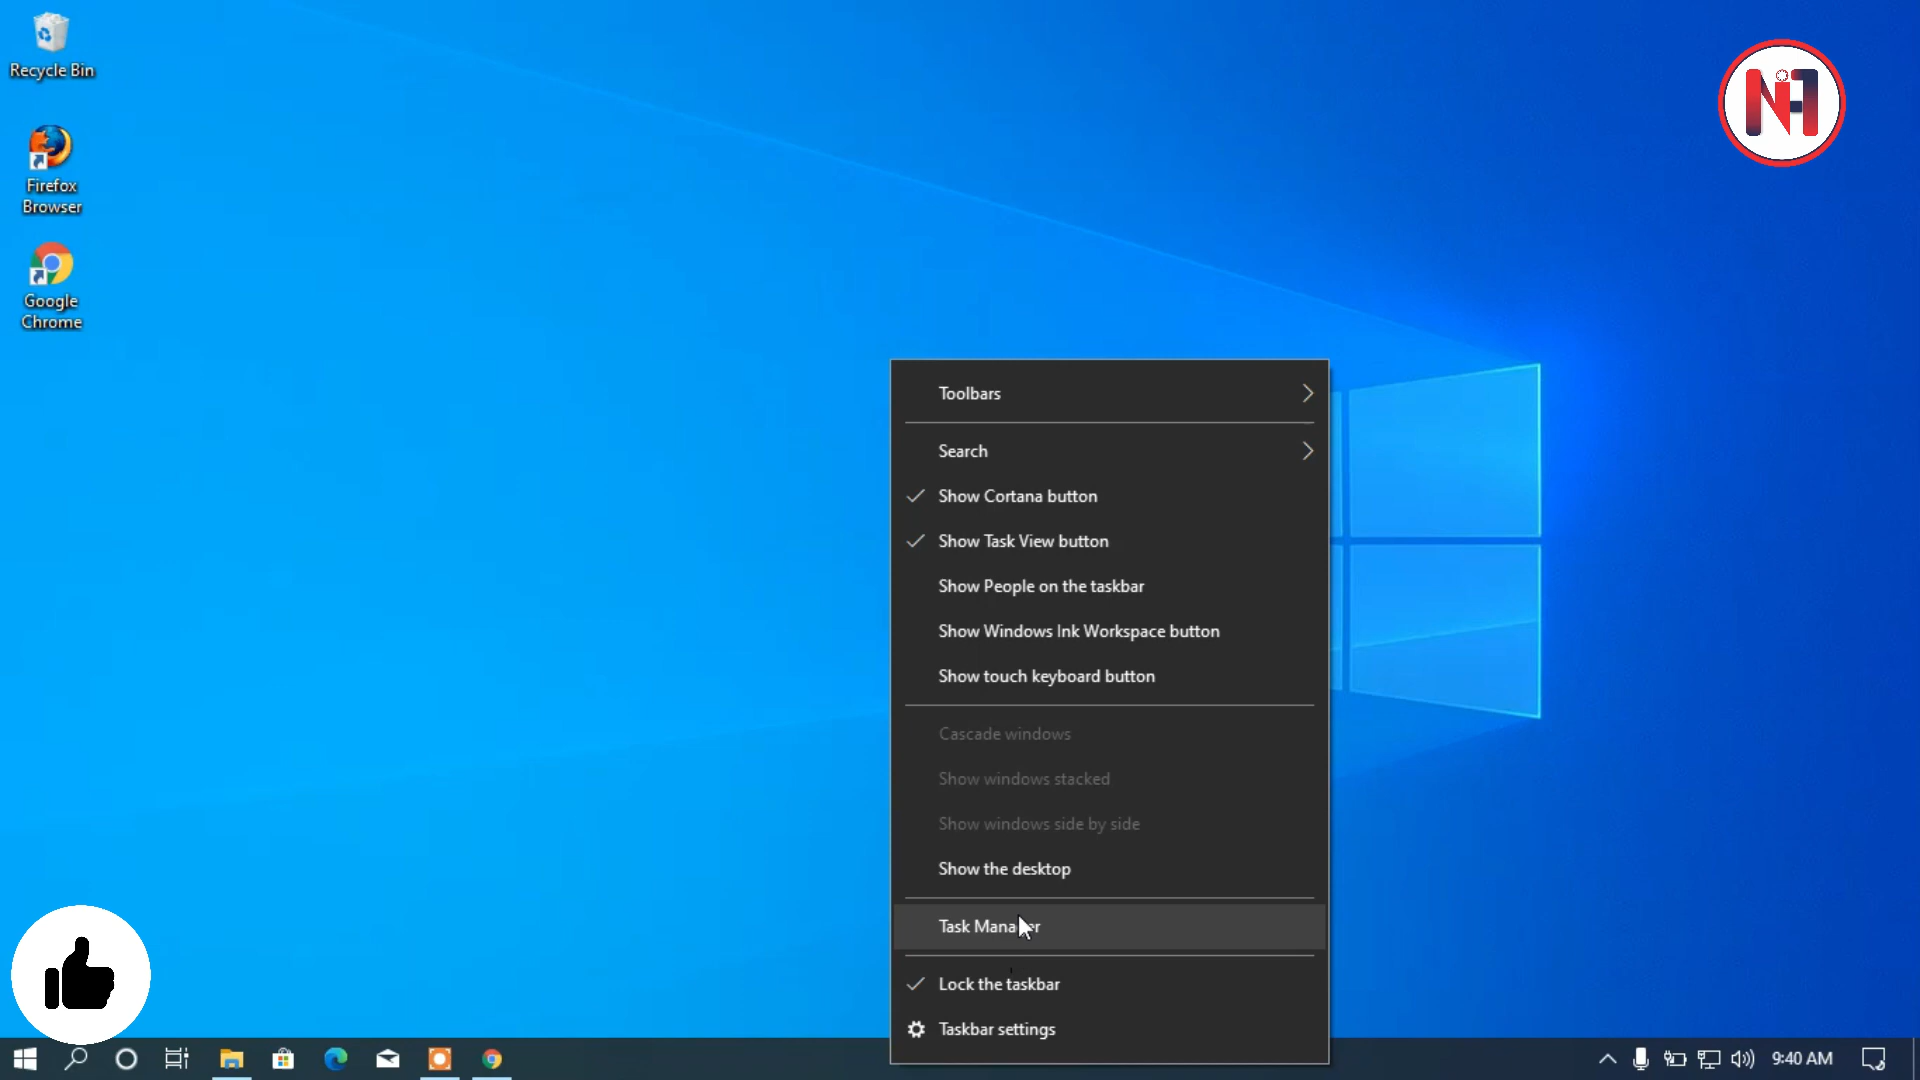 Recycle Bin
Firefox
Browser
Google
Chrome
Toolbars
Search
Show Cortana button
Show Task View button
Show People on the taskbar
Show Windows Ink Workspace button
Show touch keyboard button
Cascade windows
Show windows stacked
Show windows side by side
Show the desktop
Task Manager
Lock the taskbar
Taskbar settings
9:40 AM